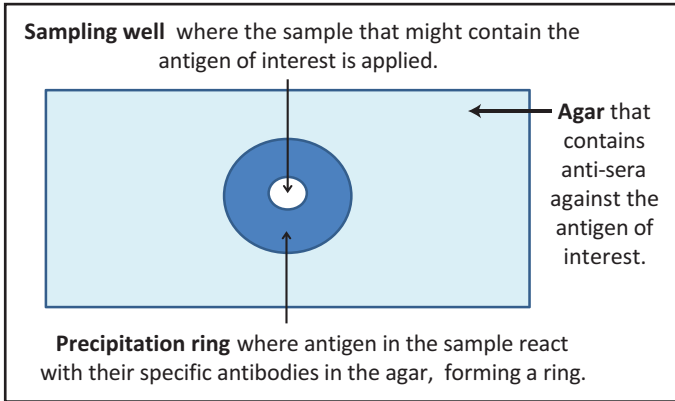 Sampling well where the sample that might contain the
antigen of interest is applied.
Agar that
contains
anti-sera
against the
antigen of
interest.
Precipitation ring where antigen in the sample react
with their specific antibodies in the agar, forming a ring.